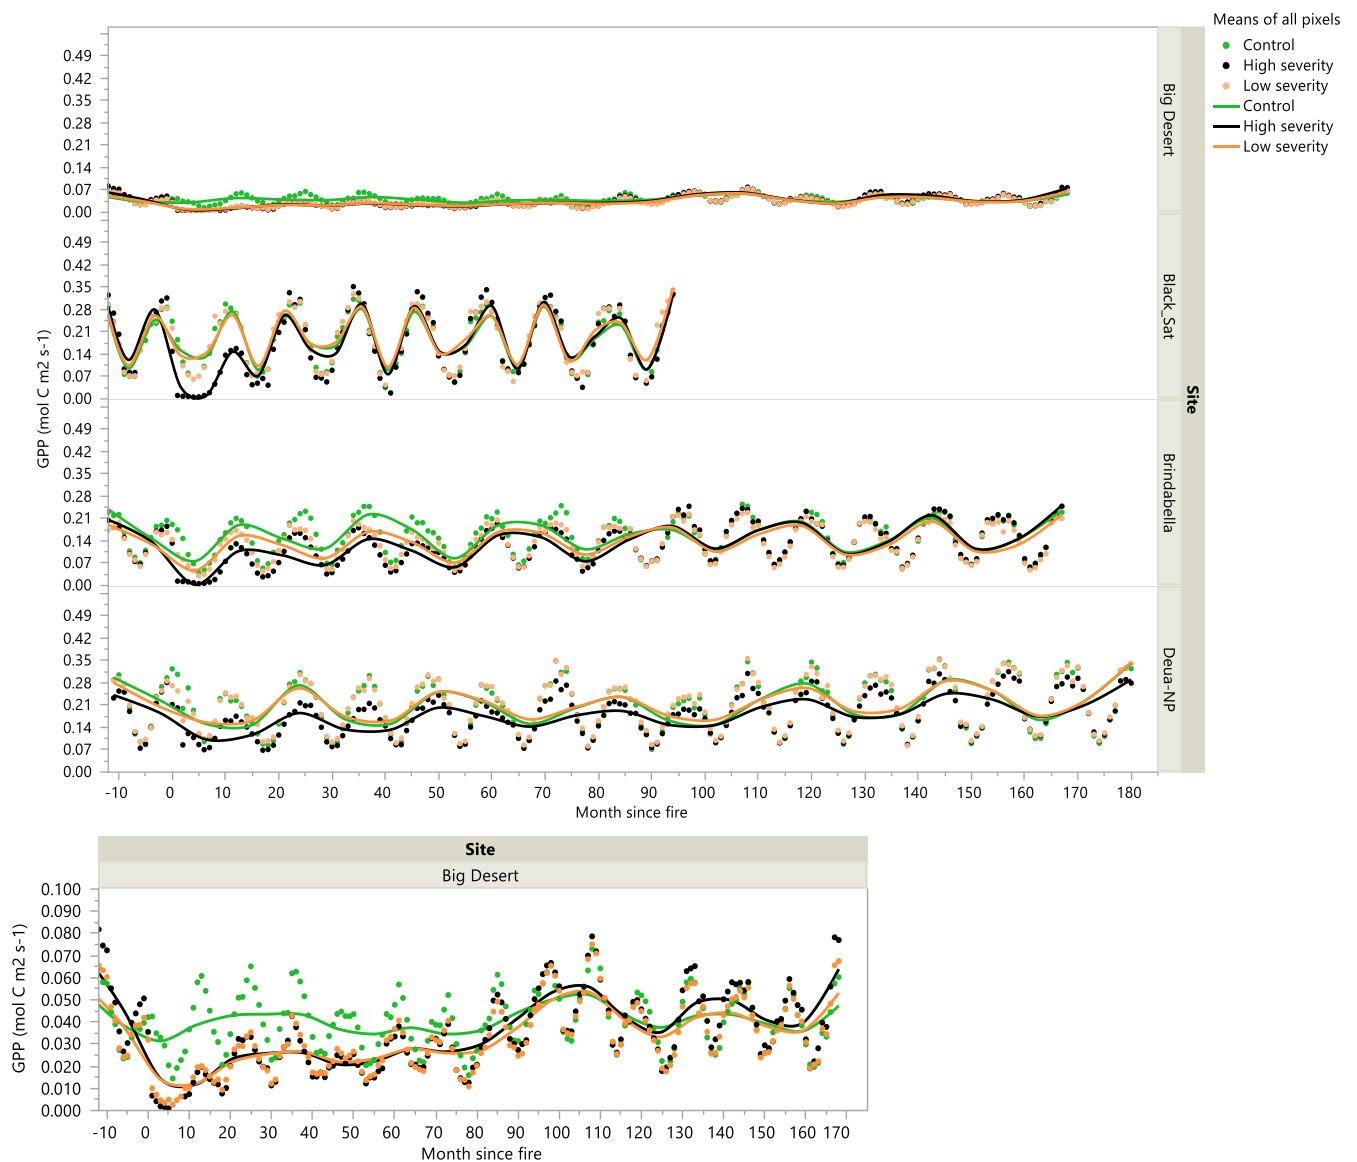 Means of all pixels
Control
High severity
Low severity
Control
High severity
Low severity
GPP (mol C m2 s-1)
0.49
0.42
0.35
0.28
0.21
0.14
0.07
0.00
Big Desert
0.49
0.42
0.35
0.28
0.21
0.14
0.07
0.00
Black_Sat
0.49
0.42
0.35
0.28
0.21
0.14
0.07
0.00
Brindabella
0.49
0.42
0.35
0.28
0.21
0.14
0.07
0.00
Deua-NP
Site
-10 0 10 20 30 40 50 60 70 80 90 100 110 120 130 140 150 160 170 180
Month since fire
Site
Big Desert
GPP (mol C m2 s-1)
0.100
0.090
0.080
0.070
0.060
0.050
0.040
0.030
0.020
0.010
0.000
-10 0 10 20 30 40 50 60 70 80 90 100 110 120 130 140 150 160 170
Month since fire